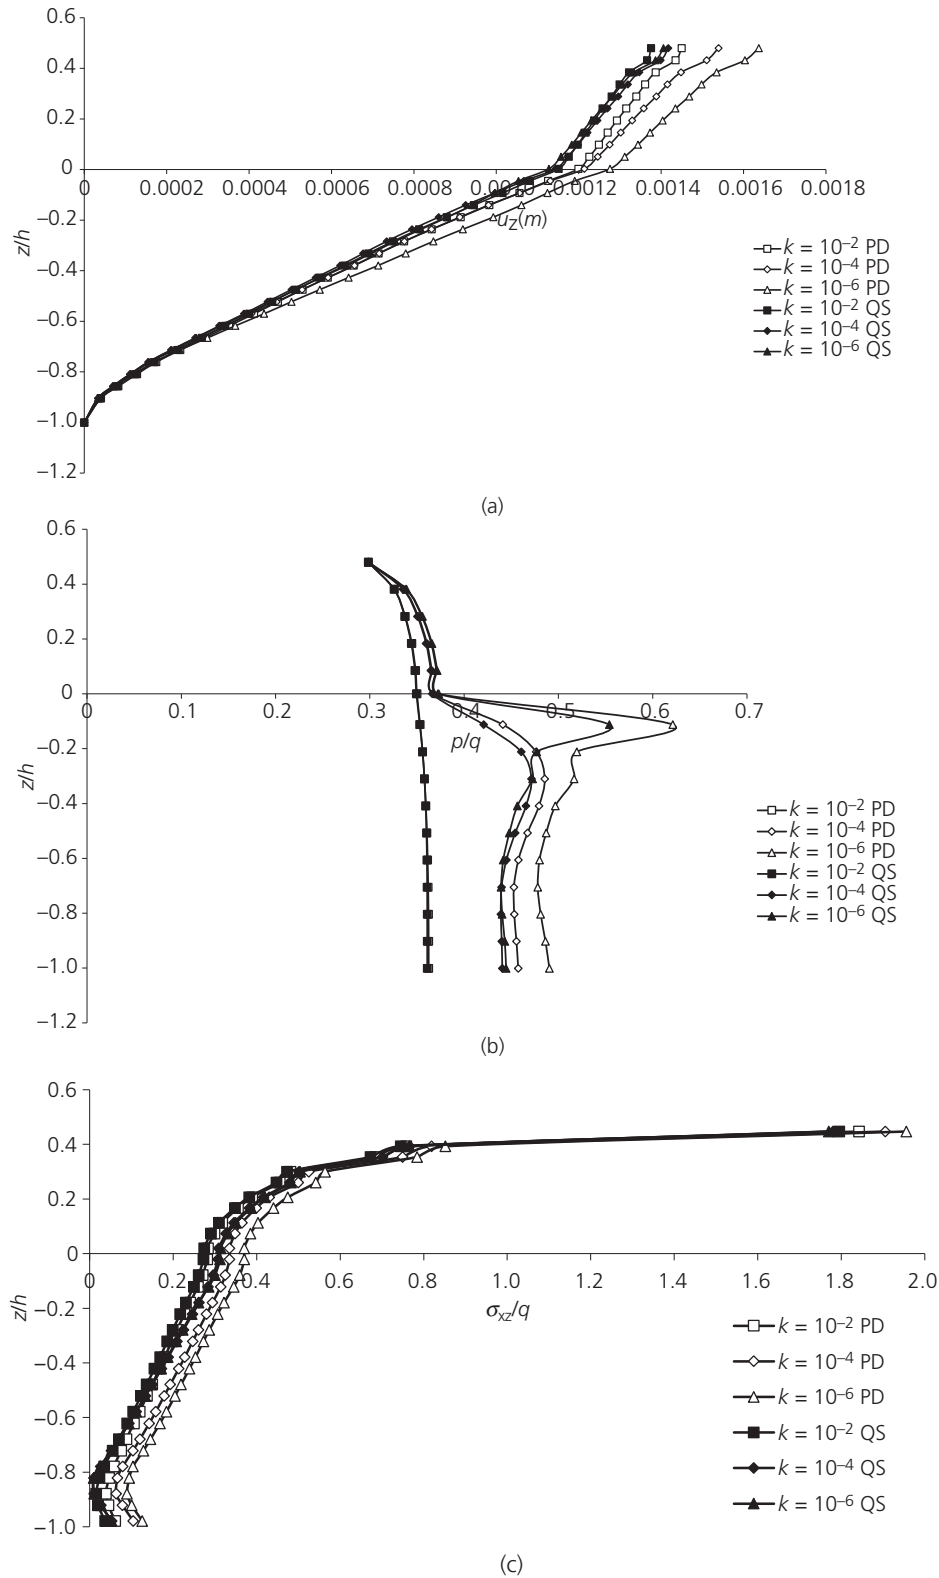 0.6
0.4
0.2
0
−0.2
−0.4
−0.6
−0.8
−1.0
−1.2
z/h
0 0.0002 0.0004 0.0006 0.0008 0.0012 0.0014 0.0016 0.0018
uZ(m)
k = 10−2 PD
k = 10−4 PD
k = 10−6 PD
k = 10−2 QS
k = 10−4 QS
k = 10−6 QS
(a)
0.6
0.4
0.2
0
−0.2
−0.4
−0.6
−0.8
−1.0
−1.2
z/h
0 0.1 0.2 0.3 0.4 0.5 0.6 0.7
p/q
k = 10−2 PD
k = 10−4 PD
k = 10−6 PD
k = 10−2 QS
k = 10−4 QS
k = 10−6 QS
(b)
0.6
0.4
0.2
0
−0.2
−0.4
−0.6
−0.8
−1.0
z/h
0 0.2 0.4 0.6 0.8 1.0 1.2 1.4 1.6 1.8 2.0
σxz/q
k = 10−2 PD
k = 10−4 PD
k = 10−6 PD
k = 10−2 QS
k = 10−4 QS
k = 10−6 QS
(c)